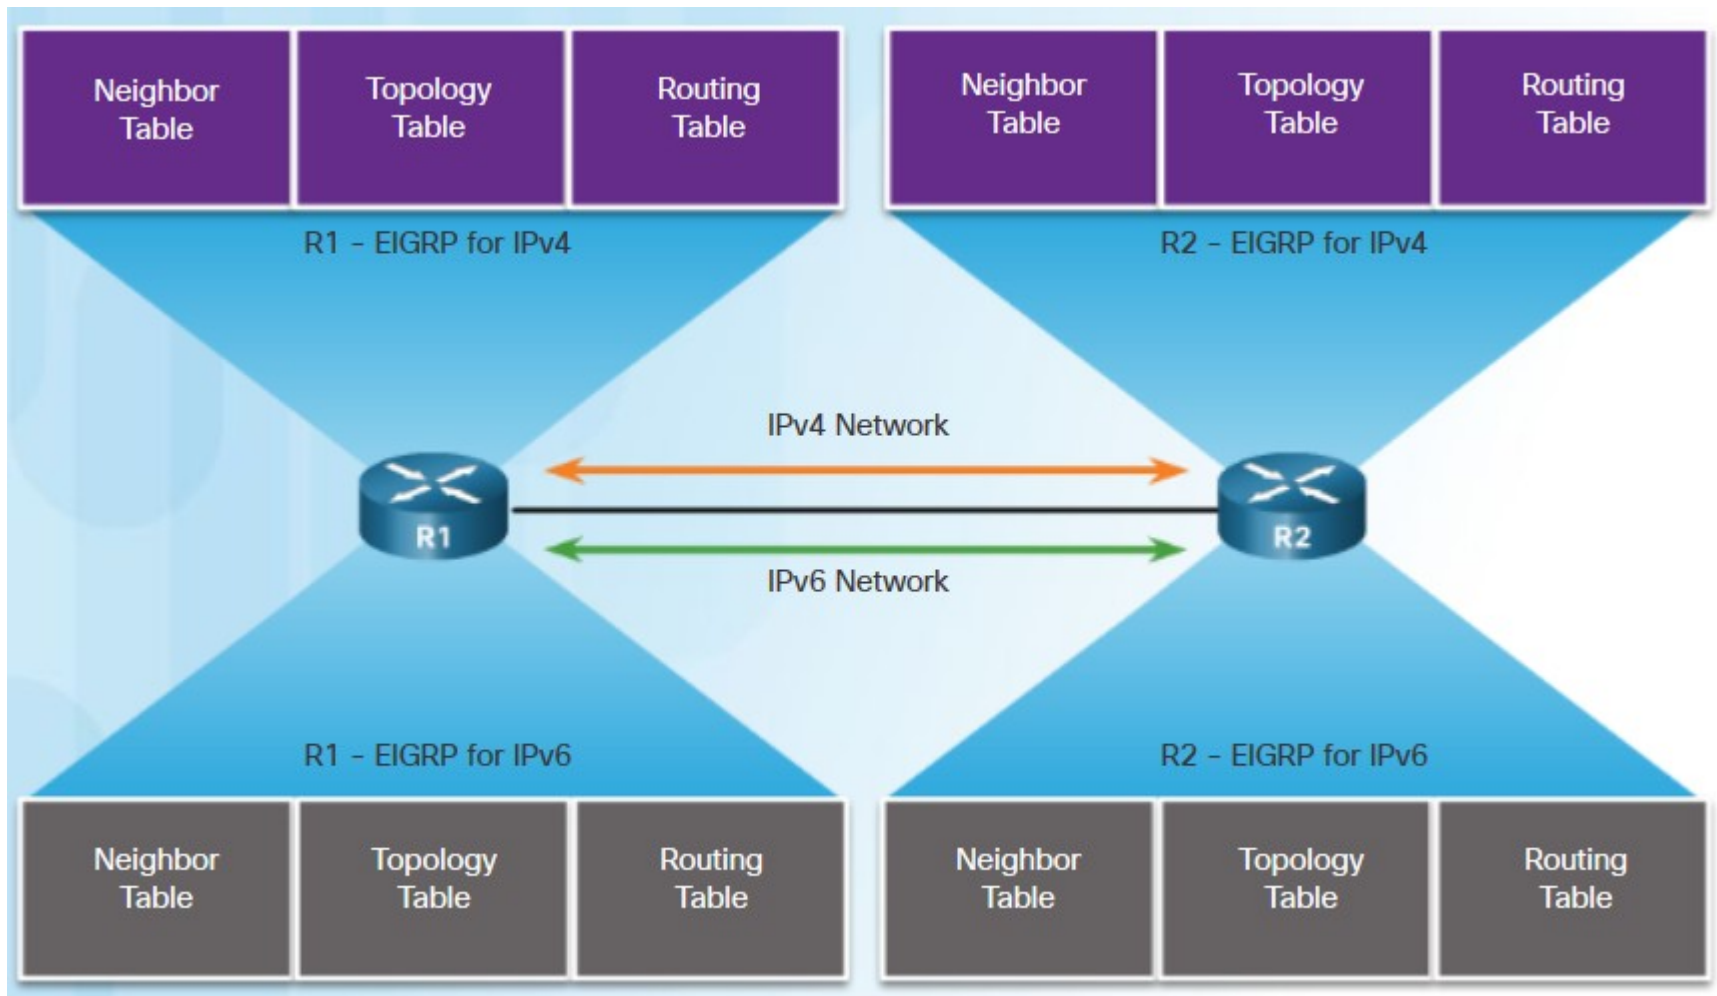 Neighbor
Table
Topology
Table
Routing
Table
Neighbor
Table
Topology
Table
Routing
Table
R1 – EIGRP for IPv4
R2 – EIGRP for IPv4
IPv4 Network
R1
R2
IPv6 Network
R1 – EIGRP for IPv6
R2 – EIGRP for IPv6
Neighbor
Table
Topology
Table
Routing
Table
Neighbor
Table
Topology
Table
Routing
Table